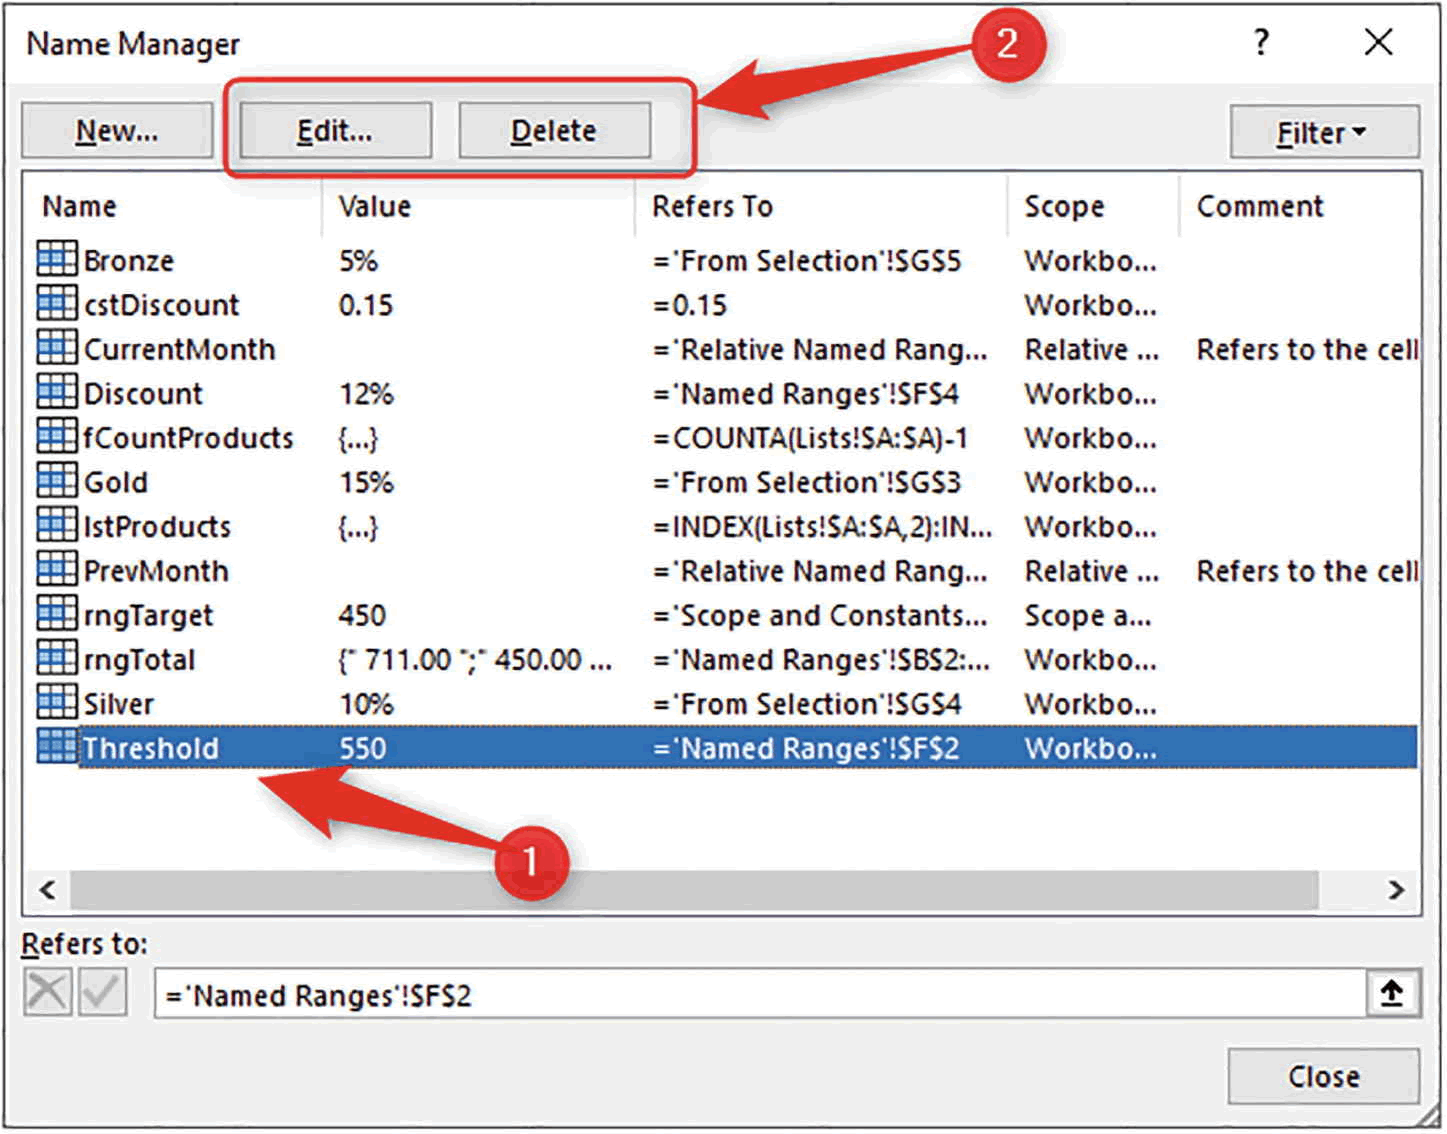 Name Manager ?
2
New... Edit... Delete Filter
Name Value Refers To Scope Comment
Bronze 5% ='From Selection'!$G$5 Workbo...
cstDiscount 0.15 =0.15 Workbo...
CurrentMonth ='Relative Named Rang... Relative ... Refers to the cell
Discount 12% ='Named Ranges'!$F$4 Workbo...
fCountProducts {...} =COUNTA(Lists!$A:$A)-1 Workbo...
Gold 15% ='From Selection'!$G$3 Workbo...
lstProducts {...} =INDEX(Lists!$A:$A,2):IN... Workbo...
PrevMonth ='Relative Named Rang... Relative ... Refers to the cell
rngTarget 450 ='Scope and Constants... Scope a...
rngTotal {" 711.00 ";" 450.00 ... ='Named Ranges'!$B$2:... Workbo...
Silver 10% ='From Selection'!$G$4 Workbo...
Threshold 550 ='Named Ranges'!$F$2 Workbo...
1
Refers to:
='Named Ranges'!$F$2
Close